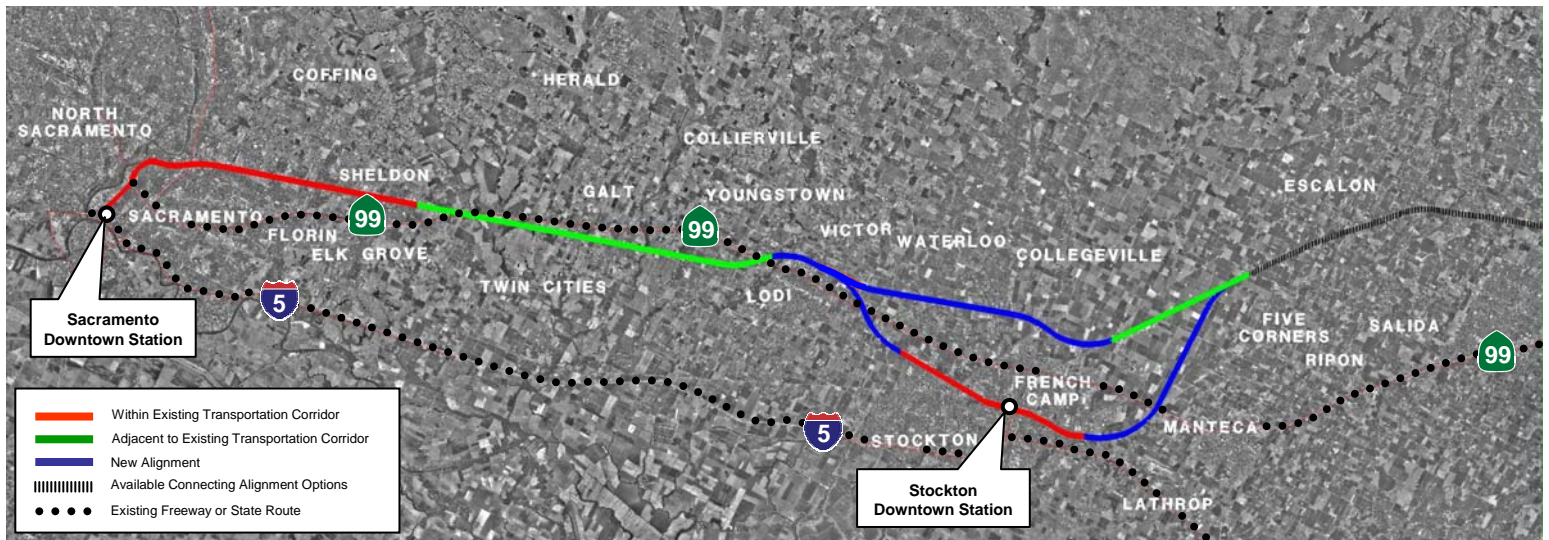 COFFING
HERALD
NORTH
SACRAMENTO
COLLIERVILLE
SHELDON
GALT
YOUNGSTOWN
ESCALON
99
SACRAMENTO
FLORIN
ELK GROVE
99
VICTOR
WATERLOO
COLLEGEVILLE
TWIN CITIES
LODI
5
Sacramento
Downtown Station
FIVE
CORNERS
SALIDA
RIPON
99
FRENCH
CAMP
MANTECA
5
STOCKTON
Stockton
Downtown Station
LATHROP
Within Existing Transportation Corridor
Adjacent to Existing Transportation Corridor
New Alignment
Available Connecting Alignment Options
Existing Freeway or State Route